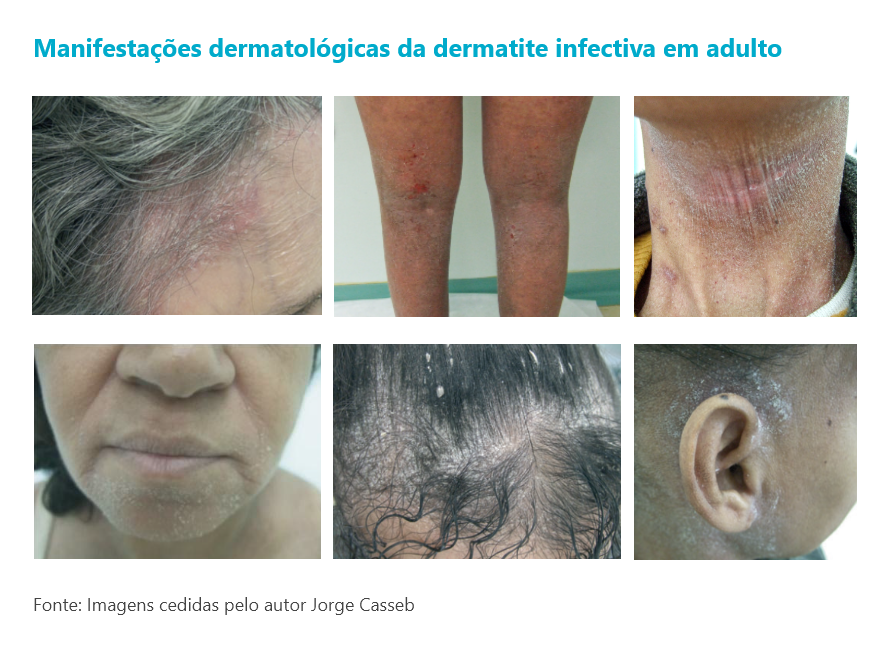 Manifestações dermatológicas da dermatite infectiva em adulto
Fonte: Imagens cedidas pelo autor Jorge Casseb